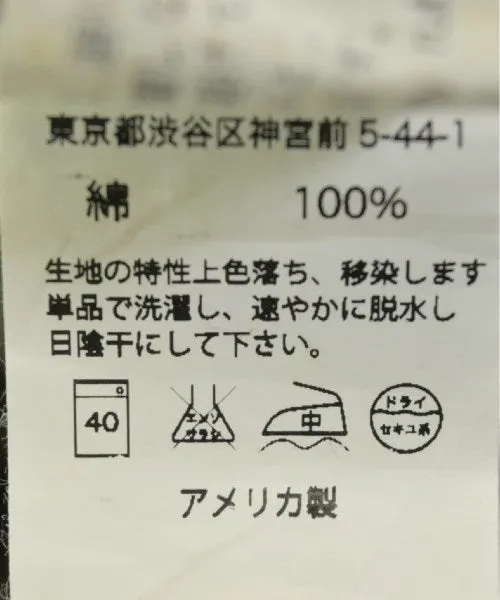 東京都渋谷区神宮前 5-44-1
綿 100%
生地の特性上色落ち、移染します
単品で洗濯し、速やかに脱水し
日陰干にして下さい。
40
エンソ
サラシ
中
ドライ
セキユ系
アメリカ製